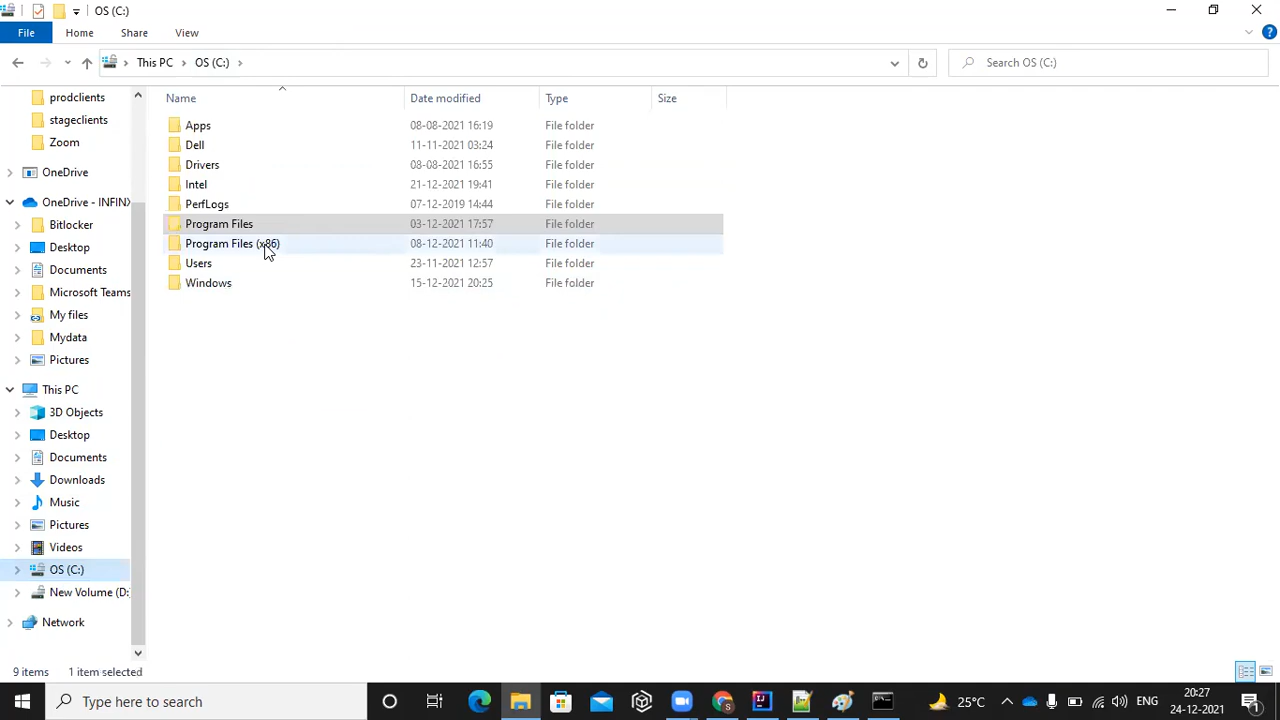 OS (C:)
File Home Share View
This PC OS (C:) Search OS (C:)
Name Date modified Type Size
prodclients
stageclients
Zoom
OneDrive
OneDrive - INFINX
Bitlocker
Desktop
Documents
Microsoft Teams
My files
Mydata
Pictures
This PC
3D Objects
Desktop
Documents
Downloads
Music
Pictures
Videos
OS (C:)
New Volume (D:
Network
Apps 08-08-2021 16:19 File folder
Dell 11-11-2021 03:24 File folder
Drivers 08-08-2021 16:55 File folder
Intel 21-12-2021 19:41 File folder
PerfLogs 07-12-2019 14:44 File folder
Program Files 03-12-2021 17:57 File folder
Program Files (x86) 08-12-2021 11:40 File folder
Users 23-11-2021 12:57 File folder
Windows 15-12-2021 20:25 File folder
9 items 1 item selected
Type here to search
25°C
ENG
20:27
24-12-2021
1